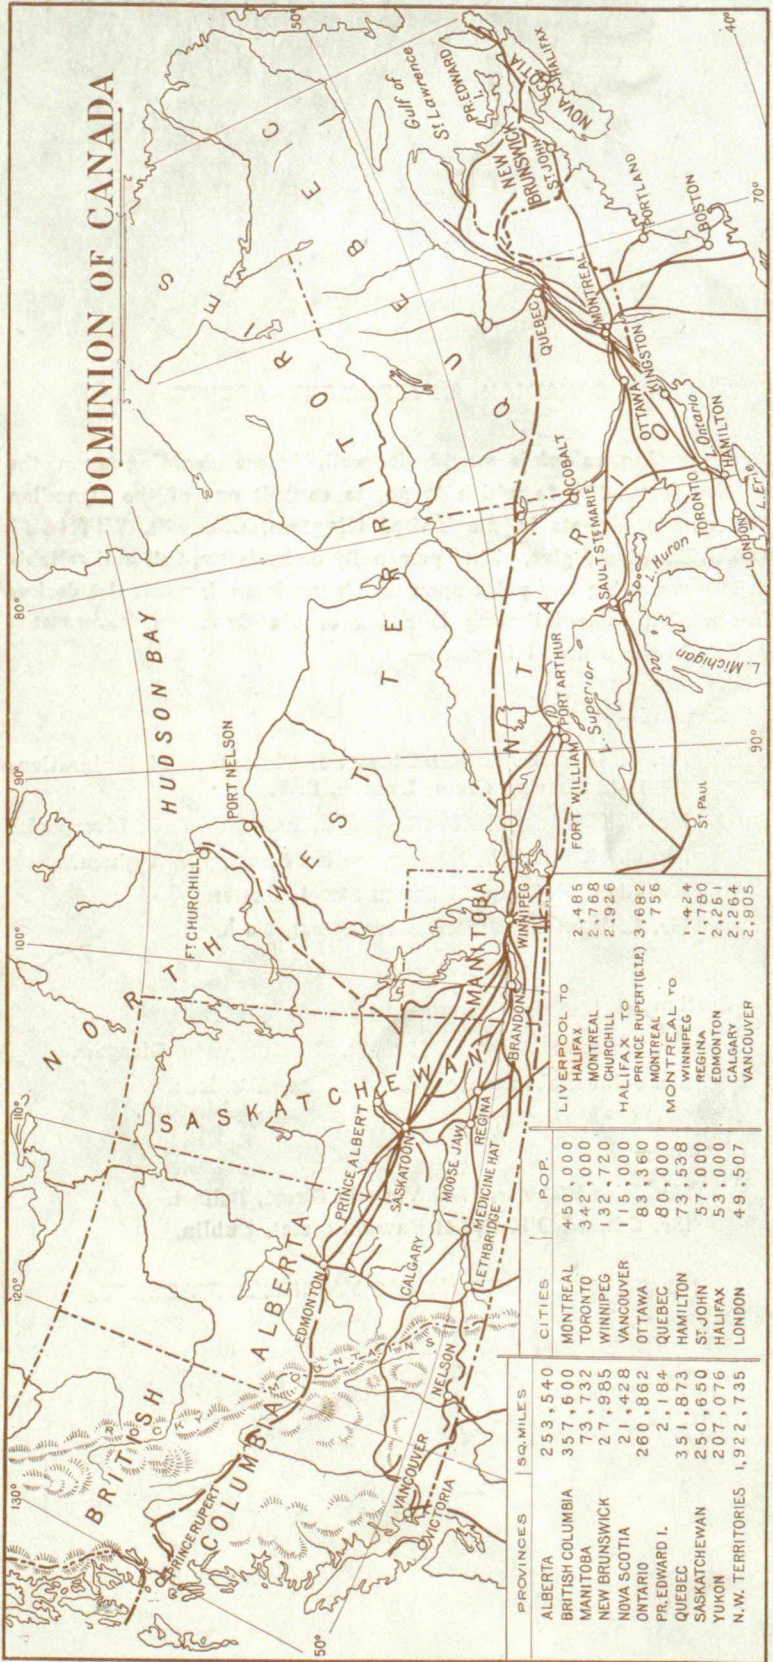 DOMINION OF CANADA
130°
120°
110°
100°
90°
80°
50°
50°
40°
70°
90°
HUDSON BAY
NORTH WEST TERRITORIES
BRITISH COLUMBIA
ALBERTA
SASKATCHEWAN
MANITOBA
ONTARIO
QUEBEC
NEW BRUNSWICK
NOVA SCOTIA
PR. EDWARD I.
Gulf of St Lawrence
ROCKY MOUNTAINS
PRINCE RUPERT
VANCOUVER
VICTORIA
NELSON
EDMONTON
CALGARY
LETHBRIDGE
MEDICINE HAT
PRINCE ALBERT
SASKATOON
MOOSE JAW
REGINA
BRANDON
WINNIPEG
FT CHURCHILL
PORT NELSON
PORT ARTHUR
FORT WILLIAM
L. Superior
ST PAUL
L. Michigan
SAULT STE MARIE
L. Huron
COBALT
TORONTO
HAMILTON
LONDON
L. Erie
L. Ontario
KINGSTON
OTTAWA
MONTREAL
QUEBEC
ST JOHN
HALIFAX
PORTLAND
BOSTON
PROVINCES SQ. MILES
ALBERTA 253,540
BRITISH COLUMBIA 357,600
MANITOBA 73,732
NEW BRUNSWICK 27,985
NOVA SCOTIA 21,428
ONTARIO 260,862
PR. EDWARD I. 2,184
QUEBEC 351,873
SASKATCHEWAN 250,650
YUKON 207,076
N.W. TERRITORIES 1,922,735
CITIES POP.
MONTREAL 450,000
TORONTO 342,000
WINNIPEG 132,720
VANCOUVER 115,000
OTTAWA 83,360
QUEBEC 80,000
HAMILTON 73,538
ST JOHN 57,000
HALIFAX 53,000
LONDON 49,507
LIVERPOOL TO
HALIFAX 2,485
MONTREAL 2,768
CHURCHILL 2,926
HALIFAX TO
PRINCE RUPERT (G.T.P.) 3,682
MONTREAL 756
MONTREAL TO
WINNIPEG 1,424
REGINA 1,780
EDMONTON 2,251
CALGARY 2,264
VANCOUVER 2,905